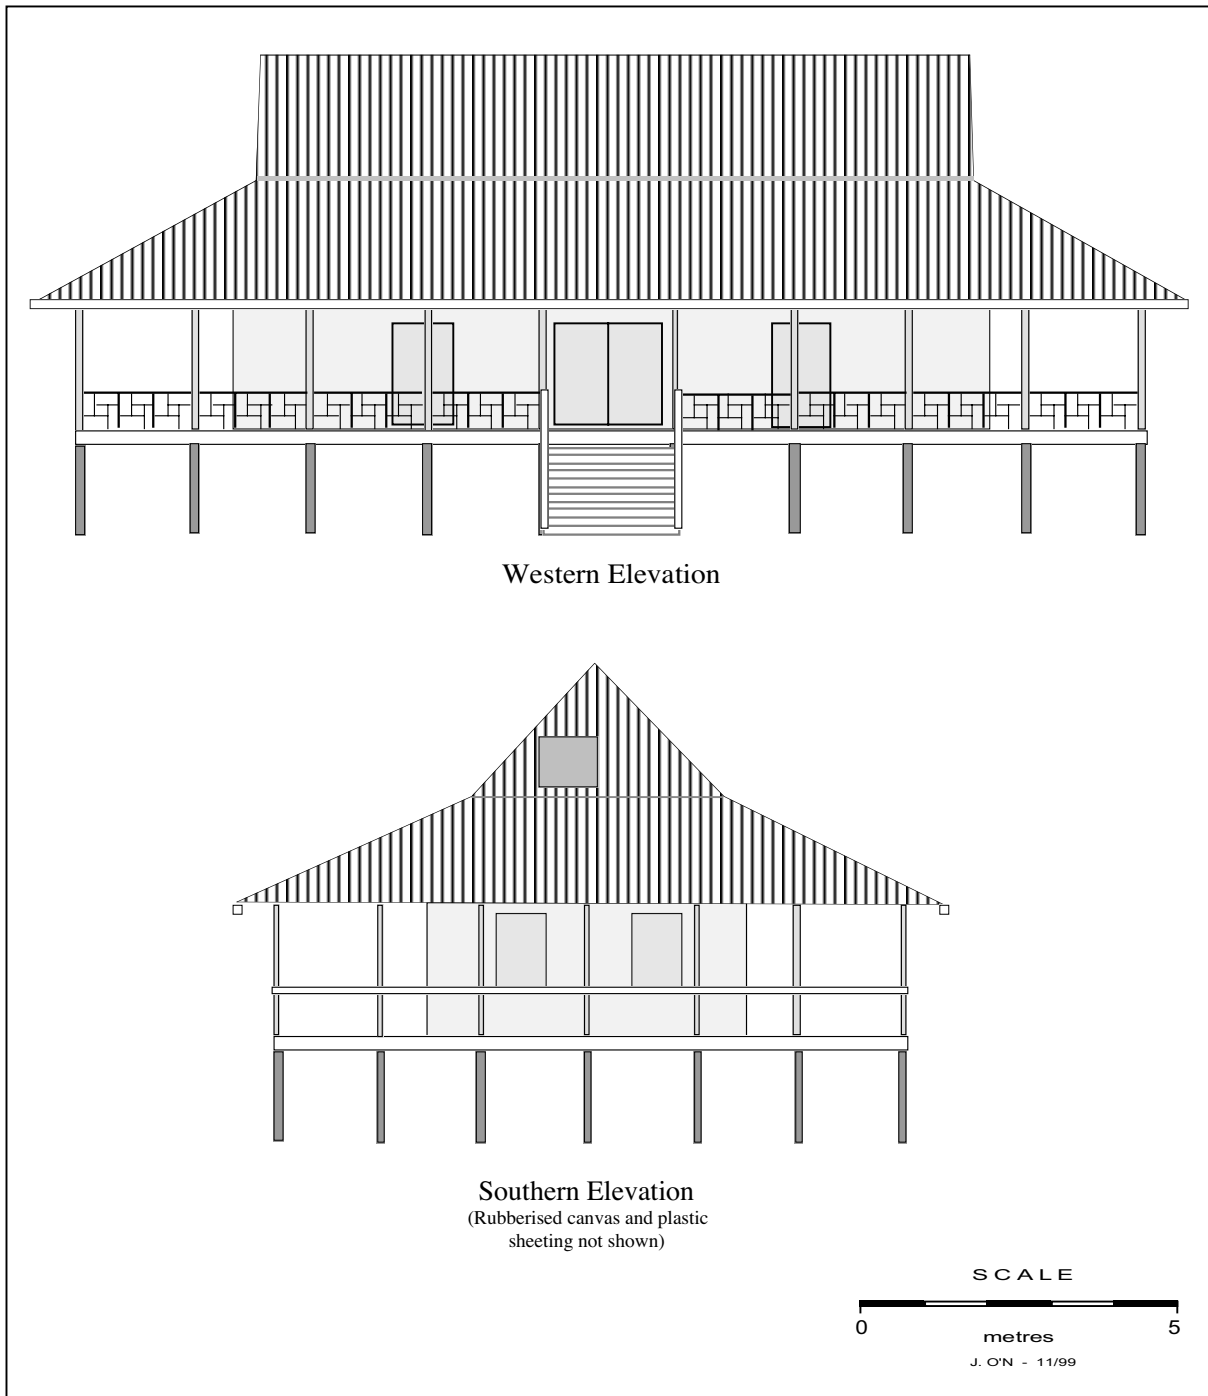 Western Elevation
Southern Elevation
(Rubberised canvas and plastic
sheeting not shown)
SCALE
0 5
metres
J. O'N - 11/99